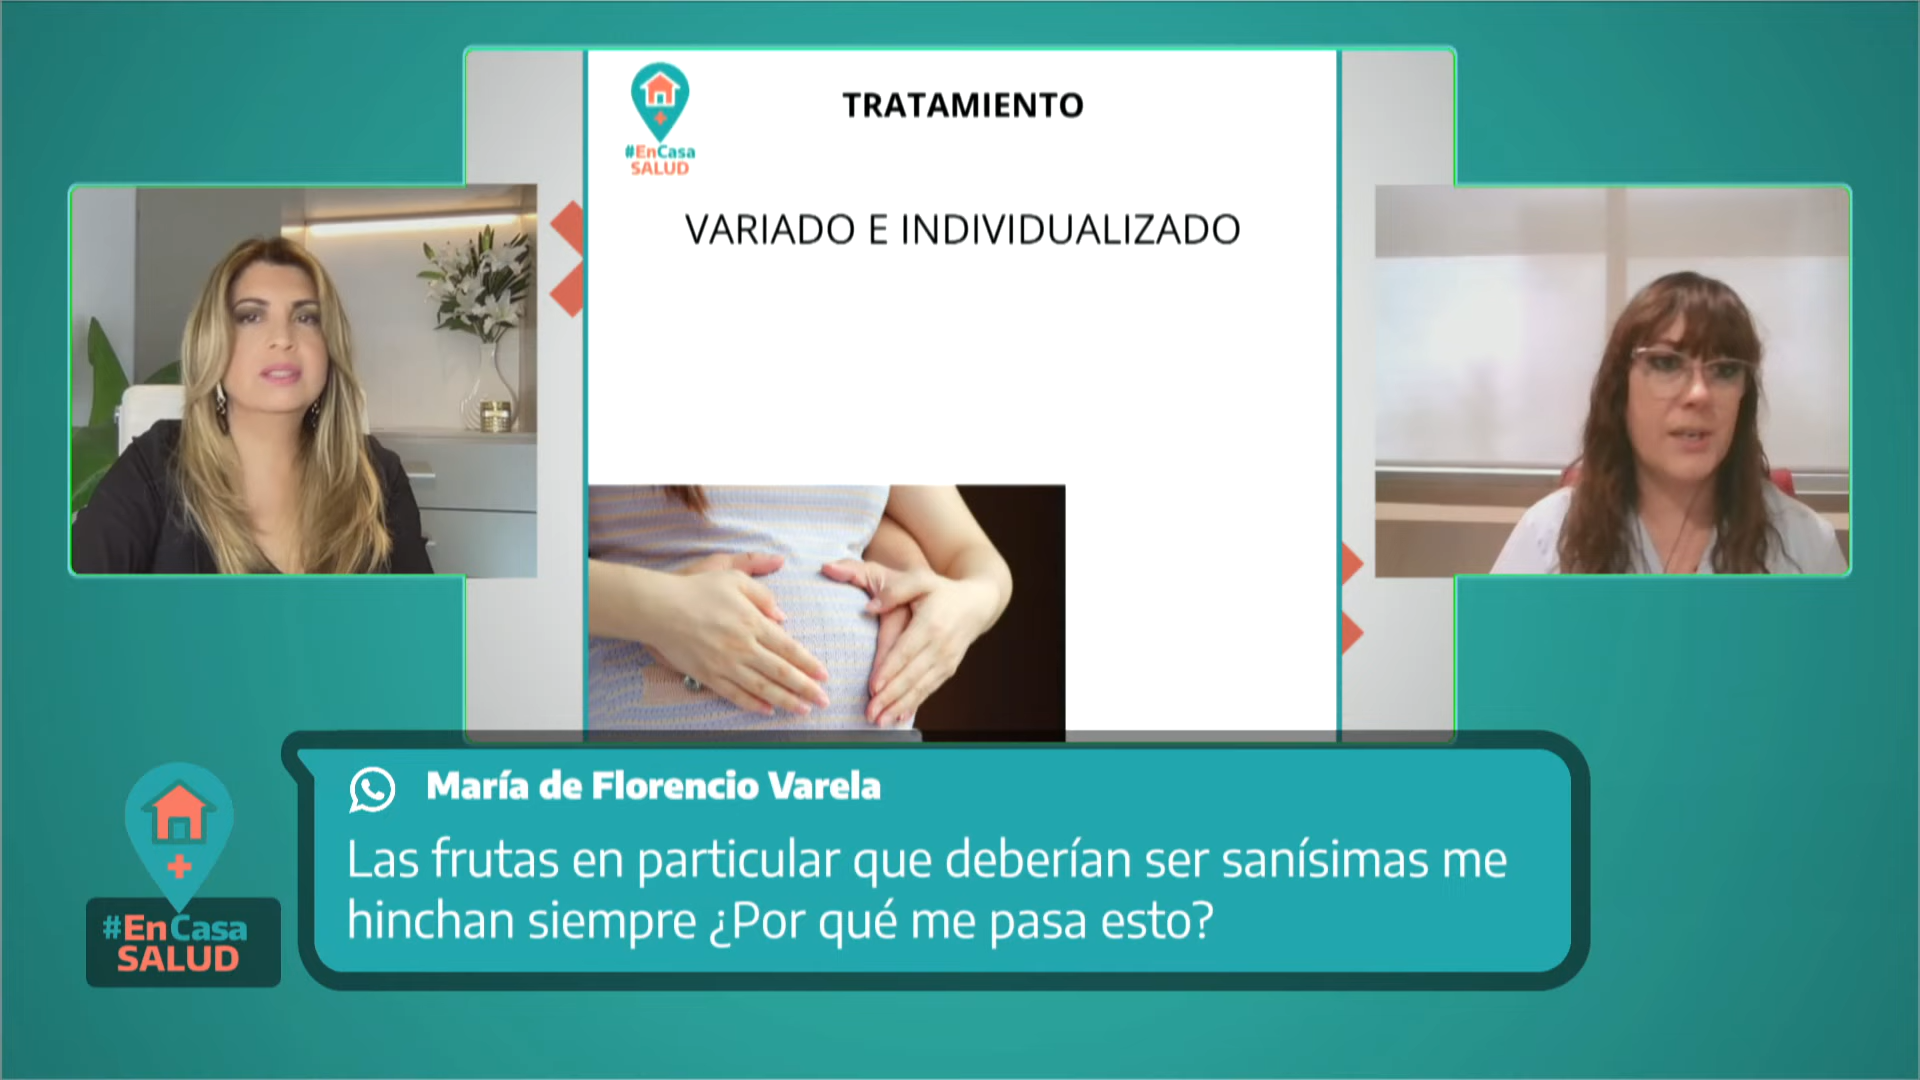 #EnCasa
SALUD
TRATAMIENTO
VARIADO E INDIVIDUALIZADO
María de Florencio Varela
Las frutas en particular que deberían ser sanísimas me
hinchan siempre ¿Por qué me pasa esto?
#EnCasa
SALUD